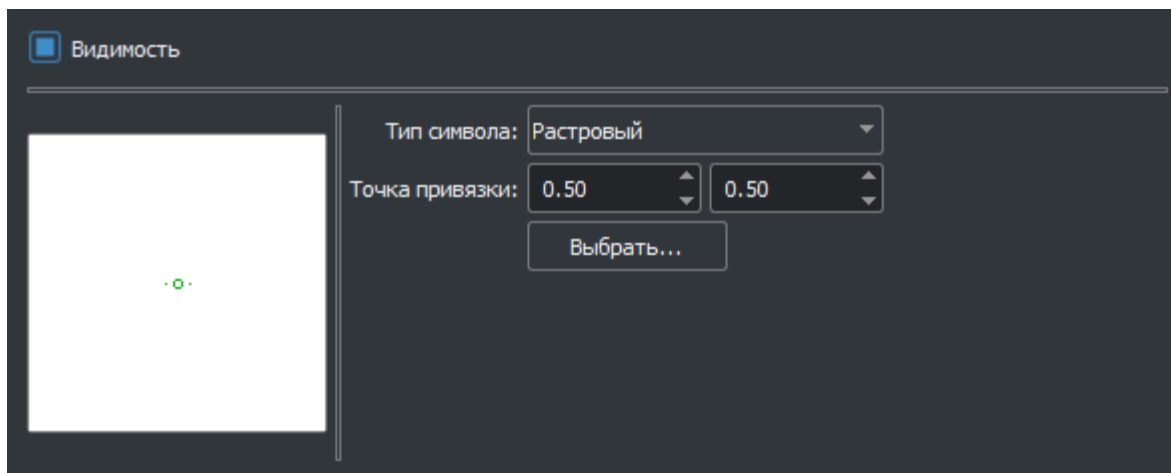 Видимость
Тип символа: Растровый
Точка привязки: 0.50 0.50
Выбрать...